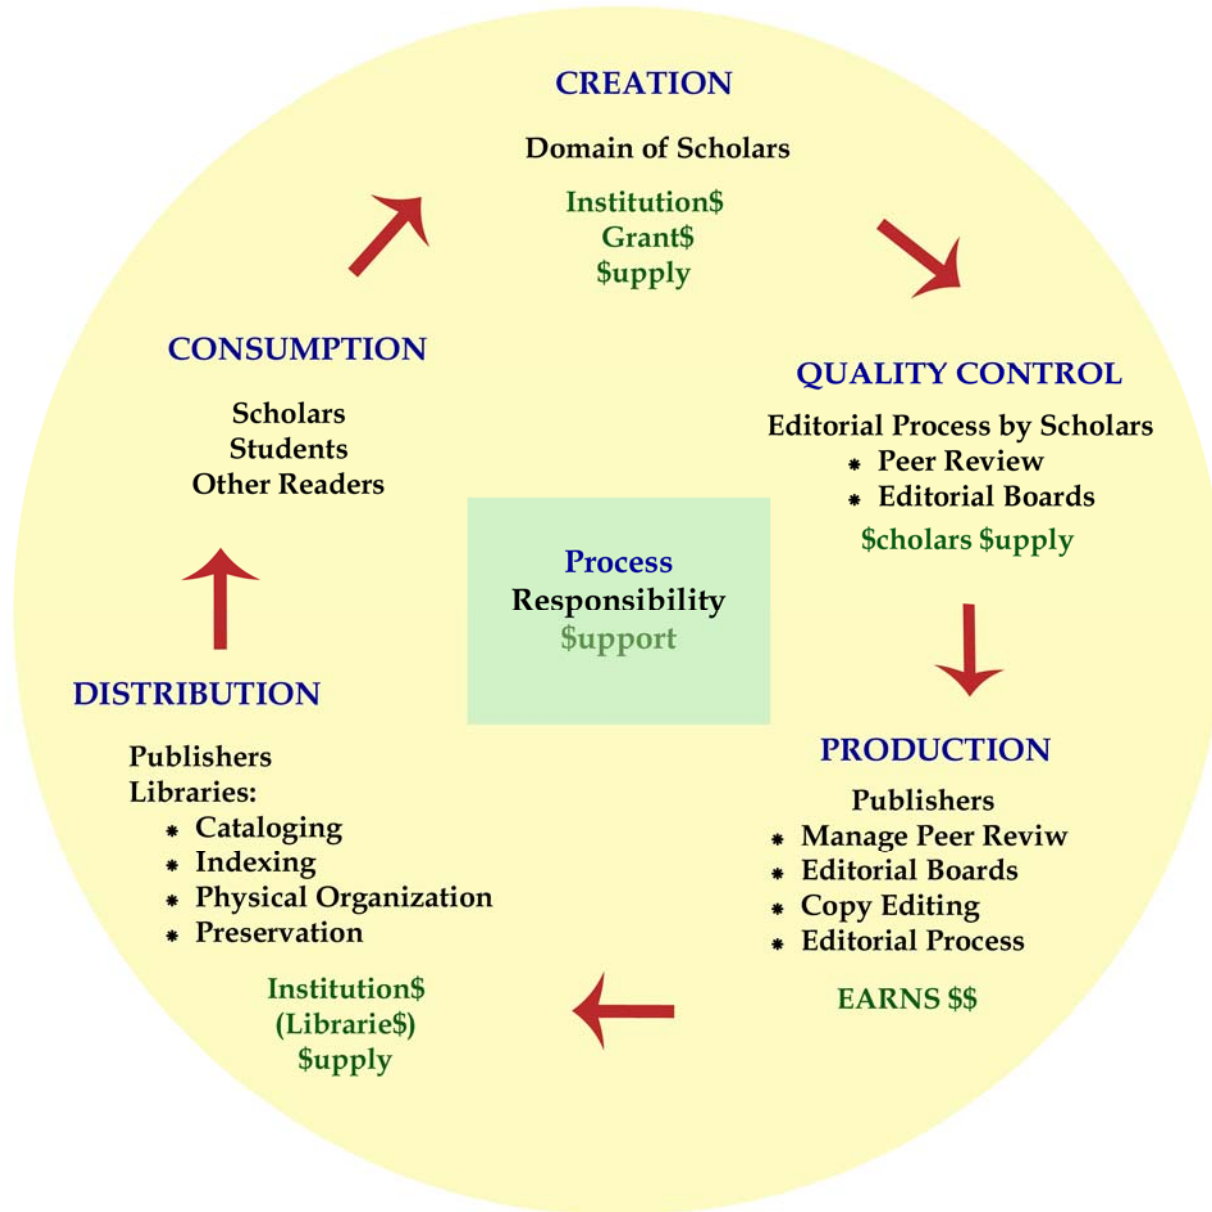 CREATION
Domain of Scholars
Institution$
Grant$
$upply
QUALITY CONTROL
Editorial Process by Scholars
* Peer Review
* Editorial Boards
$cholars $upply
PRODUCTION
Publishers
* Manage Peer Reviw
* Editorial Boards
* Copy Editing
* Editorial Process
EARNS $$
DISTRIBUTION
Publishers
Libraries:
* Cataloging
* Indexing
* Physical Organization
* Preservation
Institution$
(Librarie$)
$upply
CONSUMPTION
Scholars
Students
Other Readers
Process
Responsibility
$upport